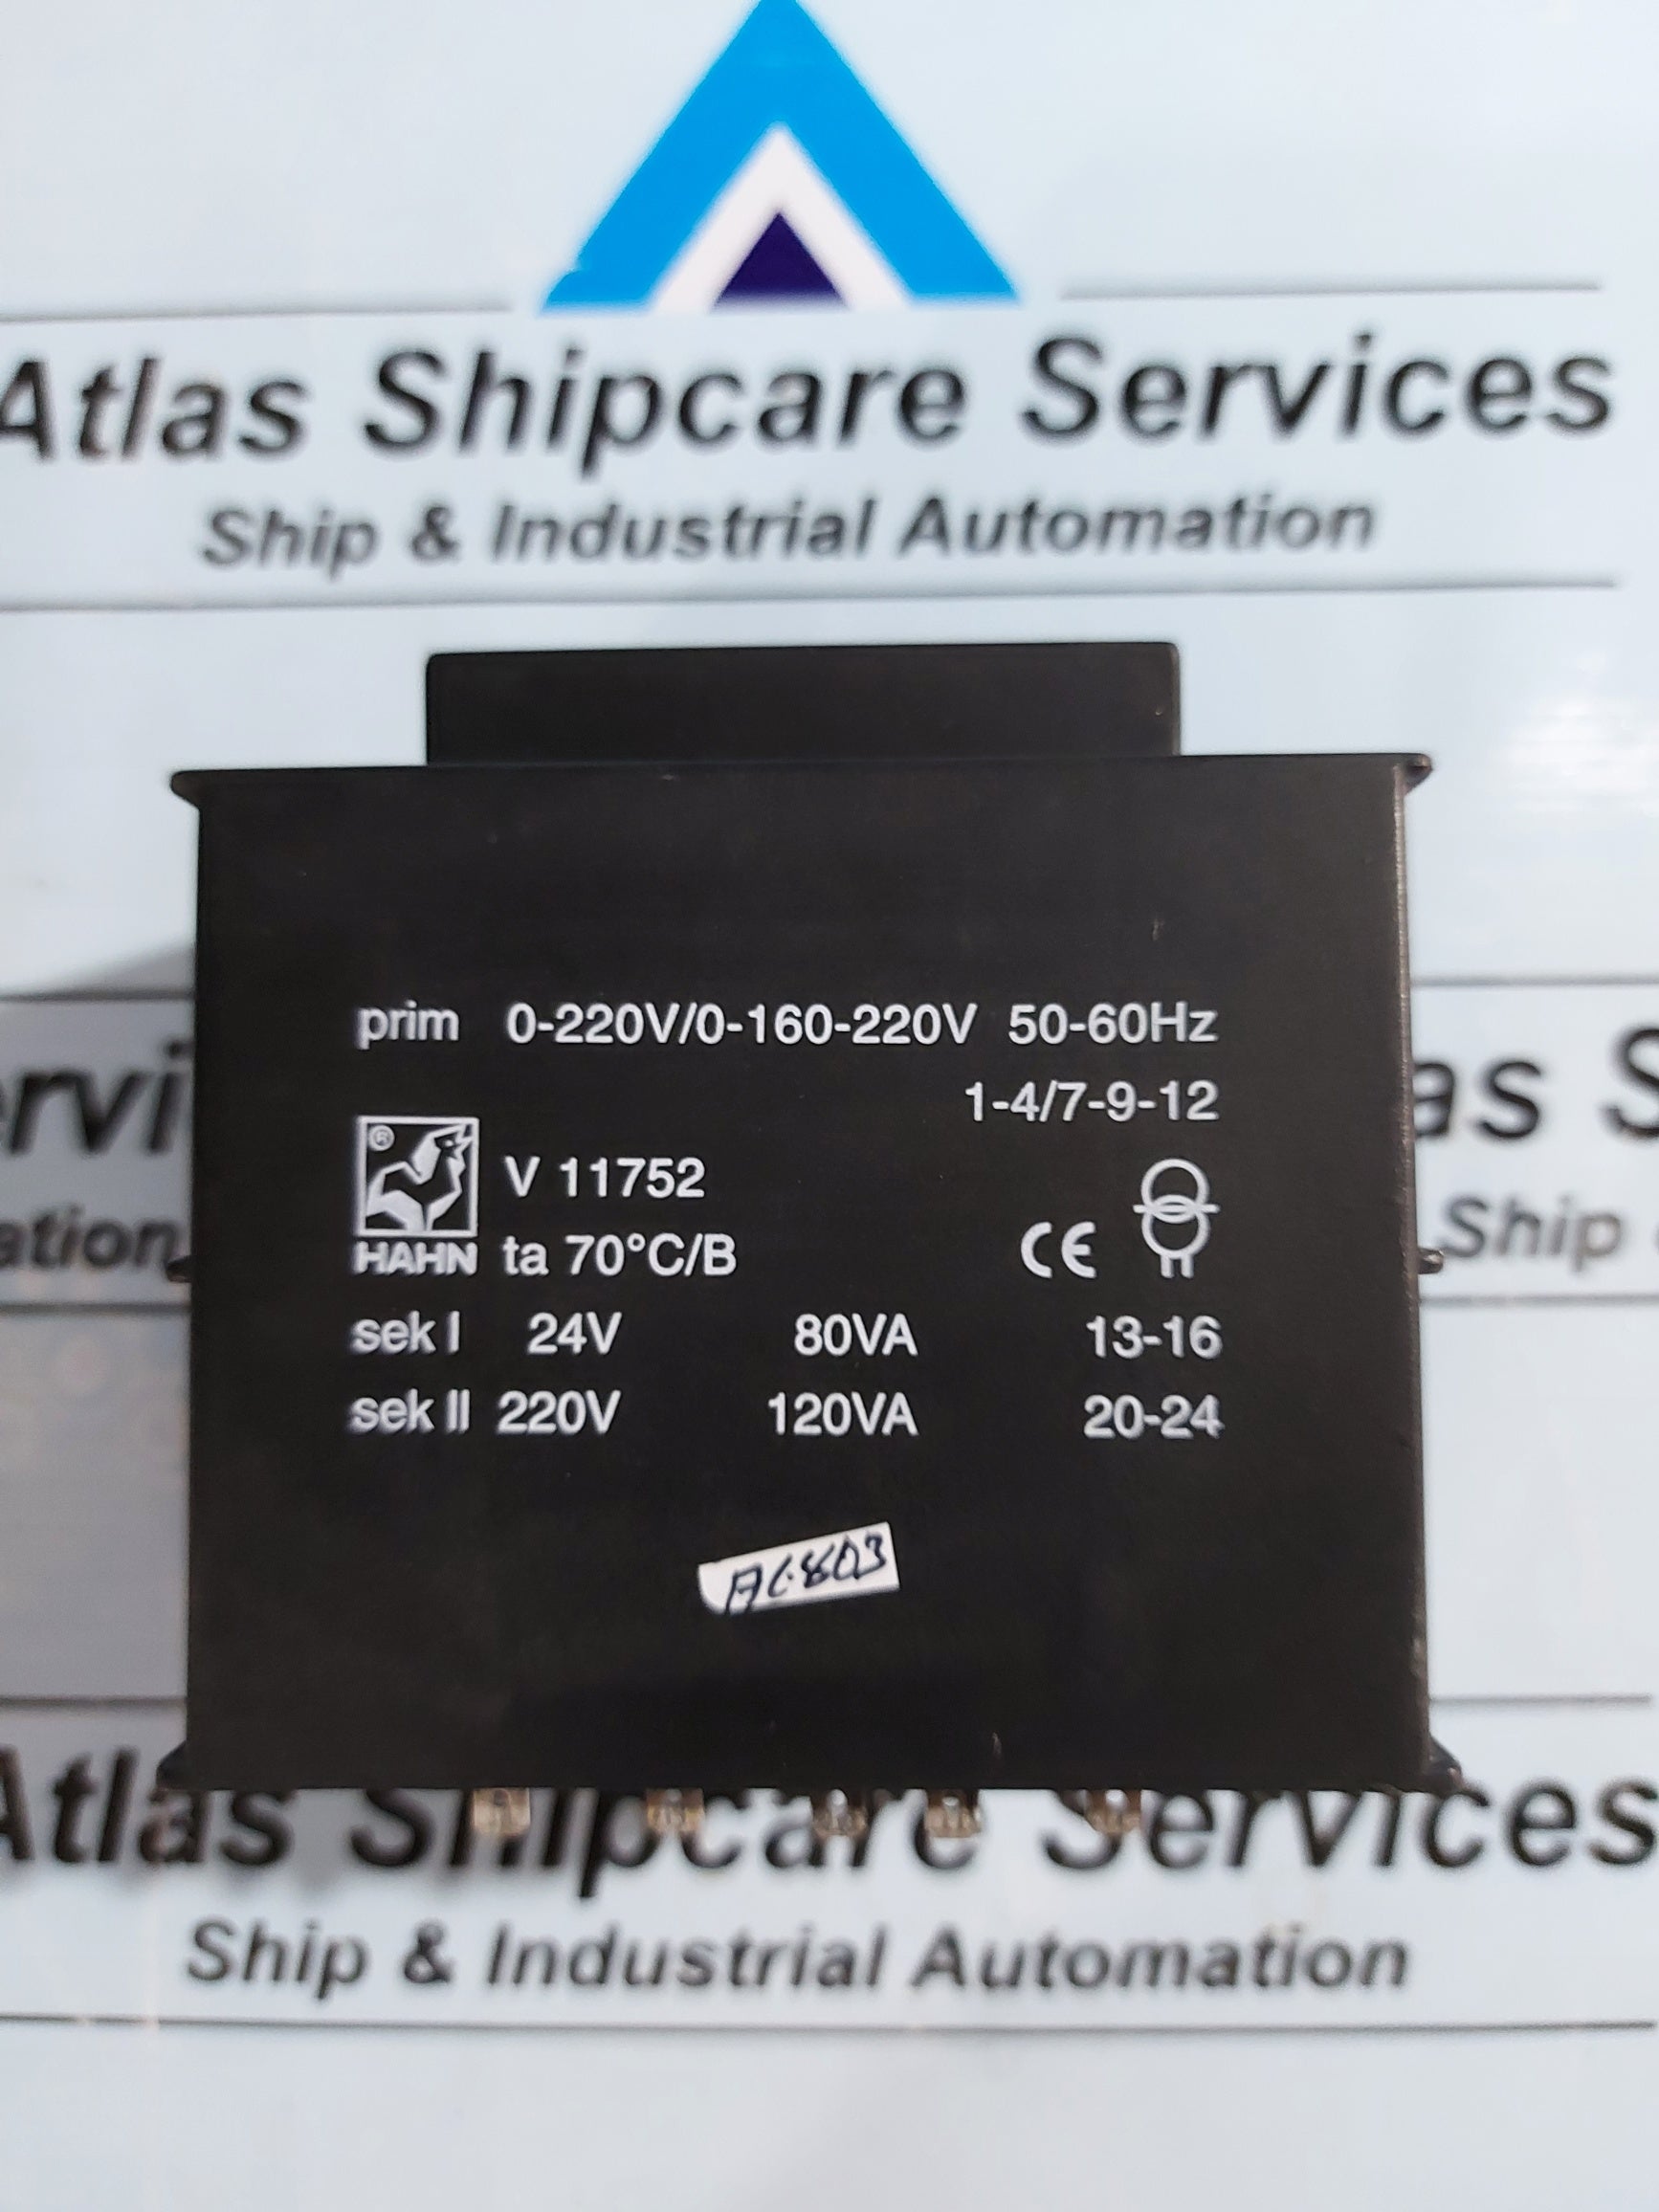 Atlas Shipcare Services
Ship & Industrial Automation
prim 0-220V/0-160-220V 50-60Hz
1-4/7-9-12
®
V 11752
HAHN ta 70°C/B CE
sek I 24V 80VA 13-16
sek II 220V 120VA 20-24
Atlas Shipcare Services
Ship & Industrial Automation